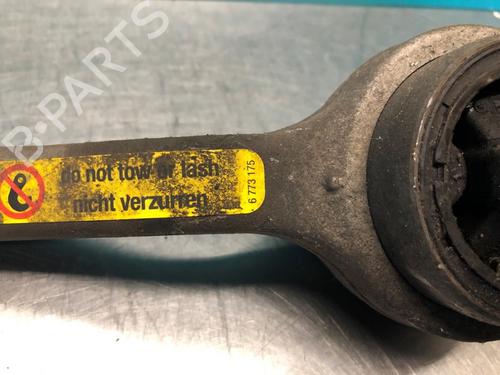 do not tow or lash
nicht verzurren
6 773 175
B-Parts